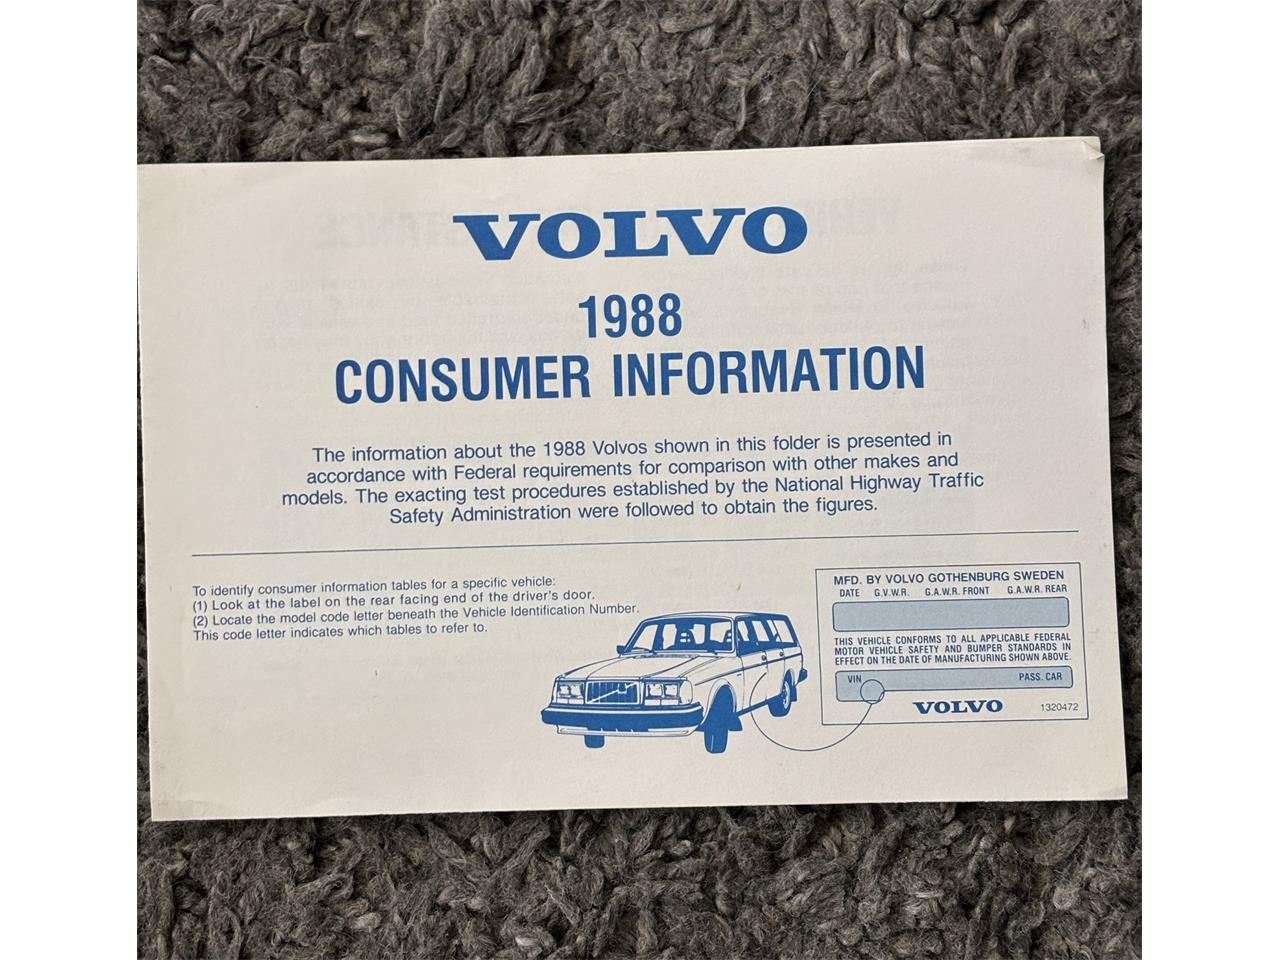 VOLVO
1988
CONSUMER INFORMATION
The information about the 1988 Volvos shown in this folder is presented in
accordance with Federal requirements for comparison with other makes and
models. The exacting test procedures established by the National Highway Traffic
Safety Administration were followed to obtain the figures.
To identify consumer information tables for a specific vehicle:
(1) Look at the label on the rear facing end of the driver's door.
(2) Locate the model code letter beneath the Vehicle Identification Number.
This code letter indicates which tables to refer to.
MFD. BY VOLVO GOTHENBURG SWEDEN
DATE G.V.W.R. G.A.W.R. FRONT G.A.W.R. REAR
THIS VEHICLE CONFORMS TO ALL APPLICABLE FEDERAL
MOTOR VEHICLE SAFETY AND BUMPER STANDARDS IN
EFFECT ON THE DATE OF MANUFACTURING SHOWN ABOVE.
VIN PASS. CAR
VOLVO 1320472